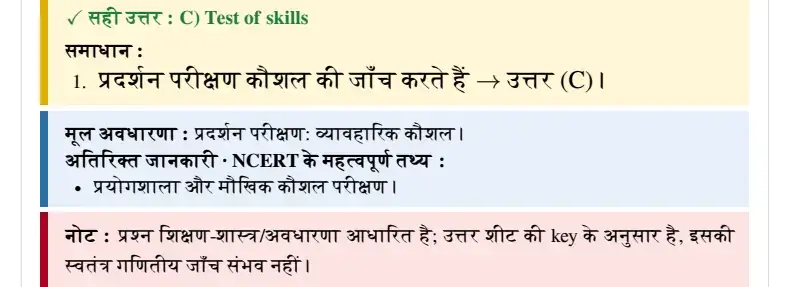 ✓ सही उत्तर : C) Test of skills
समाधान :
1. प्रदर्शन परीक्षण कौशल की जाँच करते हैं → उत्तर (C)।
मूल अवधारणा : प्रदर्शन परीक्षण: व्यावहारिक कौशल।
अतिरिक्त जानकारी · NCERT के महत्वपूर्ण तथ्य :
• प्रयोगशाला और मौखिक कौशल परीक्षण।
नोट : प्रश्न शिक्षण-शास्त्र/अवधारणा आधारित है; उत्तर शीट की key के अनुसार है, इसकी
स्वतंत्र गणितीय जाँच संभव नहीं।